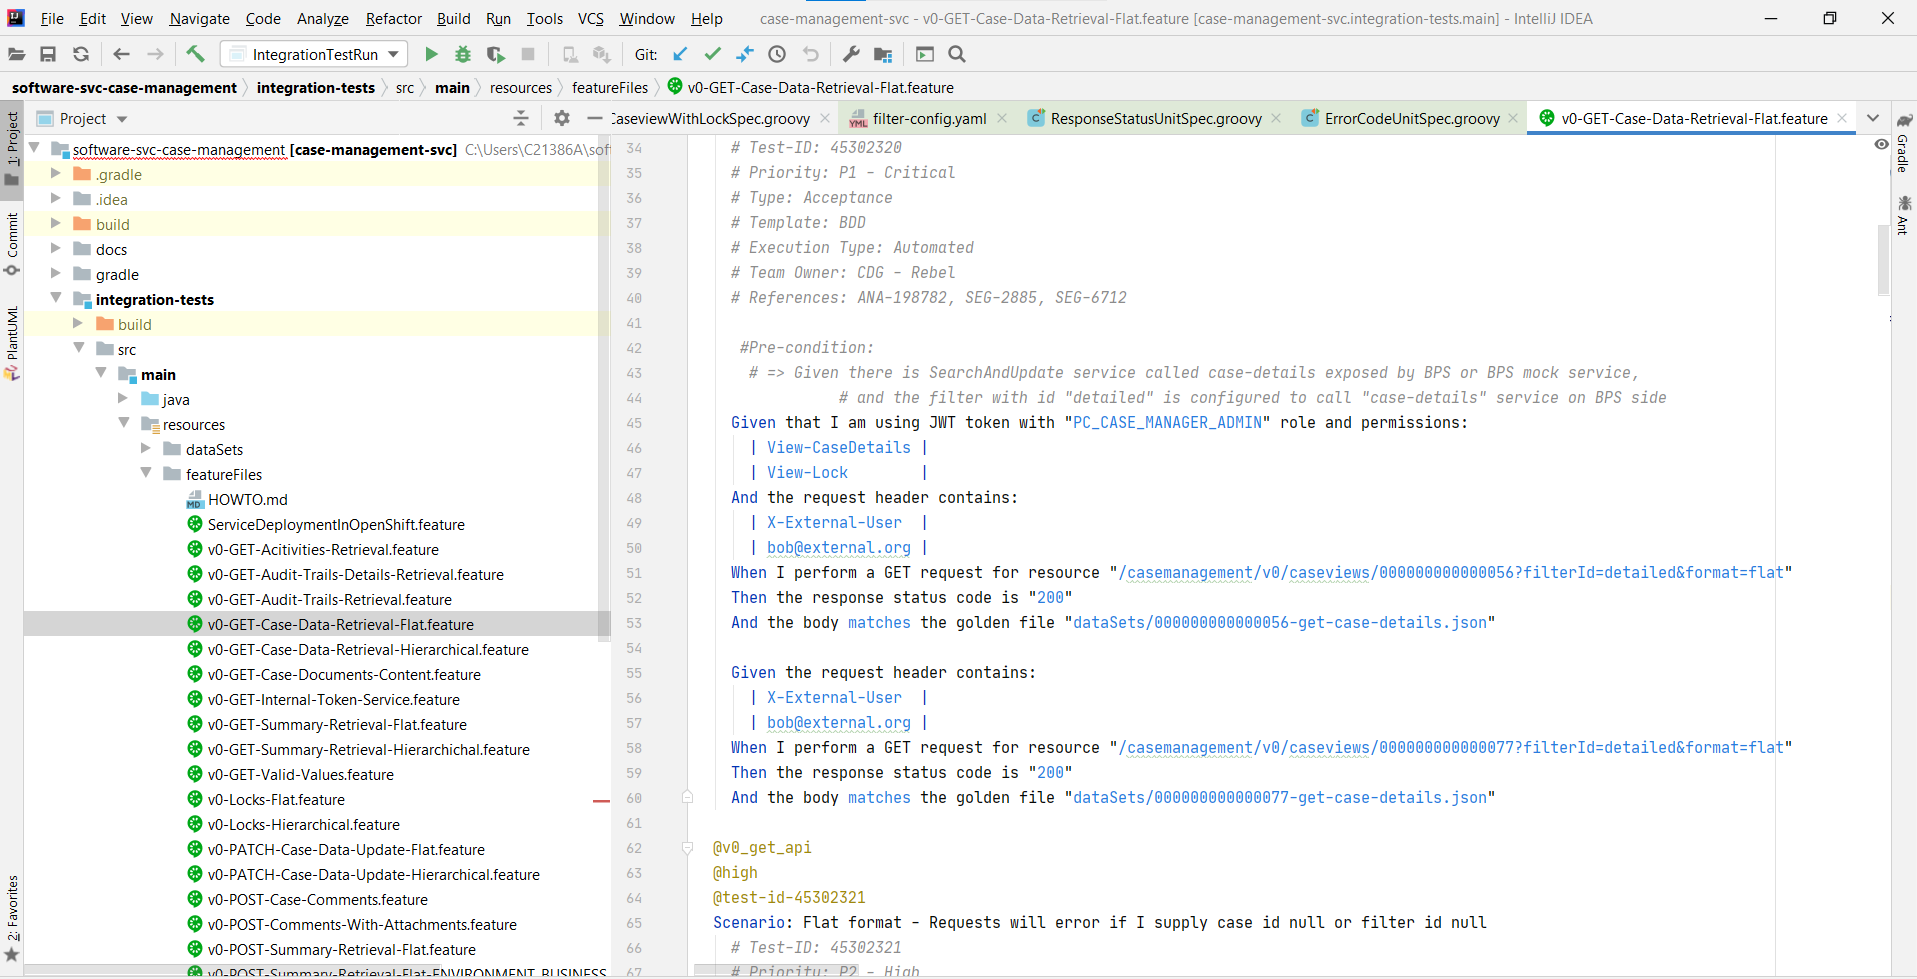 File Edit View Navigate Code Analyze Refactor Build Run Tools VCS Window Help case-management-svc - v0-GET-Case-Data-Retrieval-Flat.feature [case-management-svc.integration-tests.main] - IntelliJ IDEA
IntegrationTestRun Git:
software-svc-case-management integration-tests src main resources featureFiles v0-GET-Case-Data-Retrieval-Flat.feature
Project
CaseviewWithLockSpec.groovy filter-config.yaml ResponseStatusUnitSpec.groovy ErrorCodeUnitSpec.groovy v0-GET-Case-Data-Retrieval-Flat.feature
1: Project
Commit
PlantUML
2: Favorites
software-svc-case-management [case-management-svc] C:\Users\C21386A\sof
.gradle
.idea
build
docs
gradle
integration-tests
build
src
main
java
resources
dataSets
featureFiles
HOWTO.md
ServiceDeploymentInOpenShift.feature
v0-GET-Acitivities-Retrieval.feature
v0-GET-Audit-Trails-Details-Retrieval.feature
v0-GET-Audit-Trails-Retrieval.feature
v0-GET-Case-Data-Retrieval-Flat.feature
v0-GET-Case-Data-Retrieval-Hierarchical.feature
v0-GET-Case-Documents-Content.feature
v0-GET-Internal-Token-Service.feature
v0-GET-Summary-Retrieval-Flat.feature
v0-GET-Summary-Retrieval-Hierarchichal.feature
v0-GET-Valid-Values.feature
v0-Locks-Flat.feature
v0-Locks-Hierarchical.feature
v0-PATCH-Case-Data-Update-Flat.feature
v0-PATCH-Case-Data-Update-Hierarchical.feature
v0-POST-Case-Comments.feature
v0-POST-Comments-With-Attachments.feature
v0-POST-Summary-Retrieval-Flat.feature
v0-POST-Summary-Retrieval-Flat-ENVIRONMENT_BUSINESS
34 # Test-ID: 45302320
35 # Priority: P1 - Critical
36 # Type: Acceptance
37 # Template: BDD
38 # Execution Type: Automated
39 # Team Owner: CDG - Rebel
40 # References: ANA-198782, SEG-2885, SEG-6712
41
42 #Pre-condition:
43 # => Given there is SearchAndUpdate service called case-details exposed by BPS or BPS mock service,
44 # and the filter with id "detailed" is configured to call "case-details" service on BPS side
45 Given that I am using JWT token with "PC_CASE_MANAGER_ADMIN" role and permissions:
46 | View-CaseDetails |
47 | View-Lock |
48 And the request header contains:
49 | X-External-User |
50 | bob@external.org |
51 When I perform a GET request for resource "/casemanagement/v0/caseviews/000000000000056?filterId=detailed&format=flat"
52 Then the response status code is "200"
53 And the body matches the golden file "dataSets/000000000000056-get-case-details.json"
54
55 Given the request header contains:
56 | X-External-User |
57 | bob@external.org |
58 When I perform a GET request for resource "/casemanagement/v0/caseviews/000000000000077?filterId=detailed&format=flat"
59 Then the response status code is "200"
60 And the body matches the golden file "dataSets/000000000000077-get-case-details.json"
61
62 @v0_get_api
63 @high
64 @test-id-45302321
65 Scenario: Flat format - Requests will error if I supply case id null or filter id null
66 # Test-ID: 45302321
67 # Priority: P2 - High
Gradle
Ant